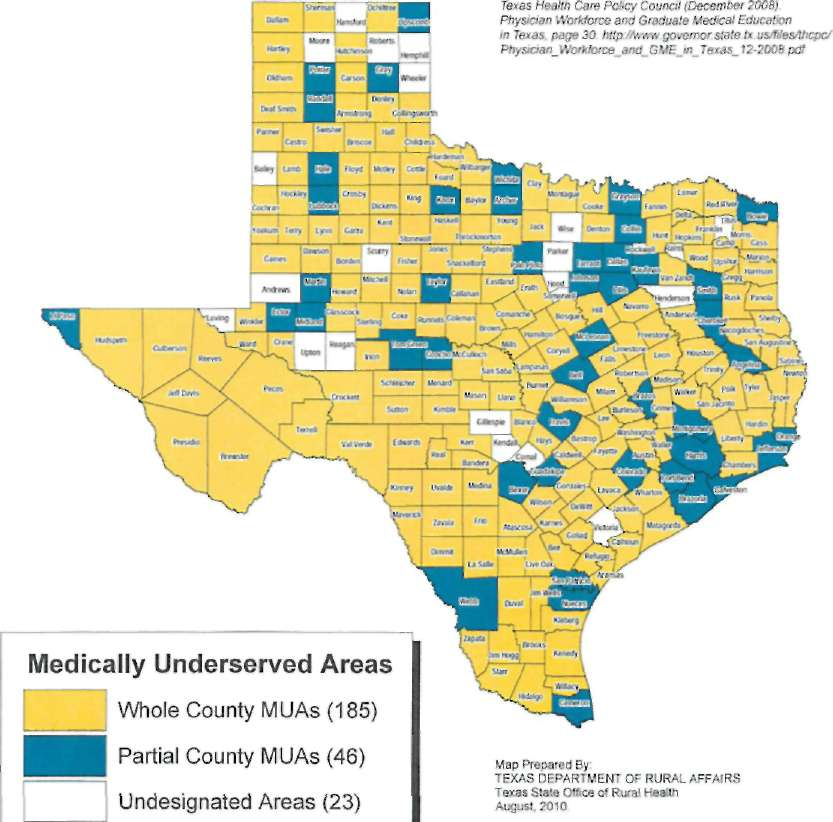 Texas Health Care Policy Council (December 2008).
Physician Workforce and Graduate Medical Education
in Texas, page 30. http://www.governor.state.tx.us/files/thcpc/
Physician_Workforce_and_GME_in_Texas_12-2008.pdf
Dallam Sherman Hansford Ochiltree Lipscomb
Hartley Moore Hutchinson Roberts Hemphill
Oldham Potter Carson Gray Wheeler
Deaf Smith Randall Armstrong Donley Collingsworth
Parmer Castro Swisher Briscoe Hall Childress
Bailey Lamb Hale Floyd Motley Cottle Foard Hardeman Wilbarger Wichita Clay Montague Cooke Grayson Fannin Lamar Red River Bowie
Cochran Hockley Lubbock Crosby Dickens King Knox Baylor Archer Delta Titus Franklin Morris Camp Cass
Yoakum Terry Lynn Garza Kent Stonewall Haskell Throckmorton Young Jack Wise Denton Collin Hunt Hopkins Rockwall Rains Wood Upshur Marion Harrison Gregg
Gaines Dawson Borden Scurry Fisher Jones Shackelford Stephens Palo Pinto Parker Tarrant Dallas Kaufman Van Zandt Smith
Andrews Martin Howard Mitchell Nolan Taylor Callahan Eastland Erath Hood Somervell Johnson Ellis Henderson Rusk Panola
El Paso Hudspeth Culberson Reeves Loving Winkler Ector Midland Glasscock Sterling Coke Runnels Coleman Brown Comanche Bosque Hill Navarro Anderson Cherokee Nacogdoches Shelby San Augustine
Ward Crane Upton Reagan Irion Tom Green Concho McCulloch Mills Hamilton Coryell McLennan Limestone Freestone Leon Houston Angelina Sabine Newton
Jeff Davis Pecos Crockett Schleicher Menard San Saba Lampasas Bell Falls Robertson Madison Trinity Polk Tyler Jasper
Presidio Brewster Terrell Sutton Kimble Mason Llano Burnet Williamson Milam Brazos Grimes Walker San Jacinto Hardin
Val Verde Edwards Kerr Gillespie Blanco Travis Lee Burleson Washington Montgomery Liberty Orange
Real Bandera Kendall Comal Hays Bastrop Fayette Austin Waller Harris Chambers Jefferson
Kinney Uvalde Medina Bexar Guadalupe Caldwell Gonzales Lavaca Colorado Wharton Fort Bend Brazoria Galveston
Maverick Zavala Frio Atascosa Wilson Karnes DeWitt Victoria Jackson Matagorda
Dimmit La Salle McMullen Live Oak Bee Goliad Refugio Calhoun Aransas
Webb Duval Jim Wells San Patricio Nueces Kleberg
Zapata Jim Hogg Brooks Kenedy
Starr Hidalgo Willacy Cameron
Medically Underserved Areas
Whole County MUAs (185)
Partial County MUAs (46)
Undesignated Areas (23)
Map Prepared By:
TEXAS DEPARTMENT OF RURAL AFFAIRS
Texas State Office of Rural Health
August, 2010.